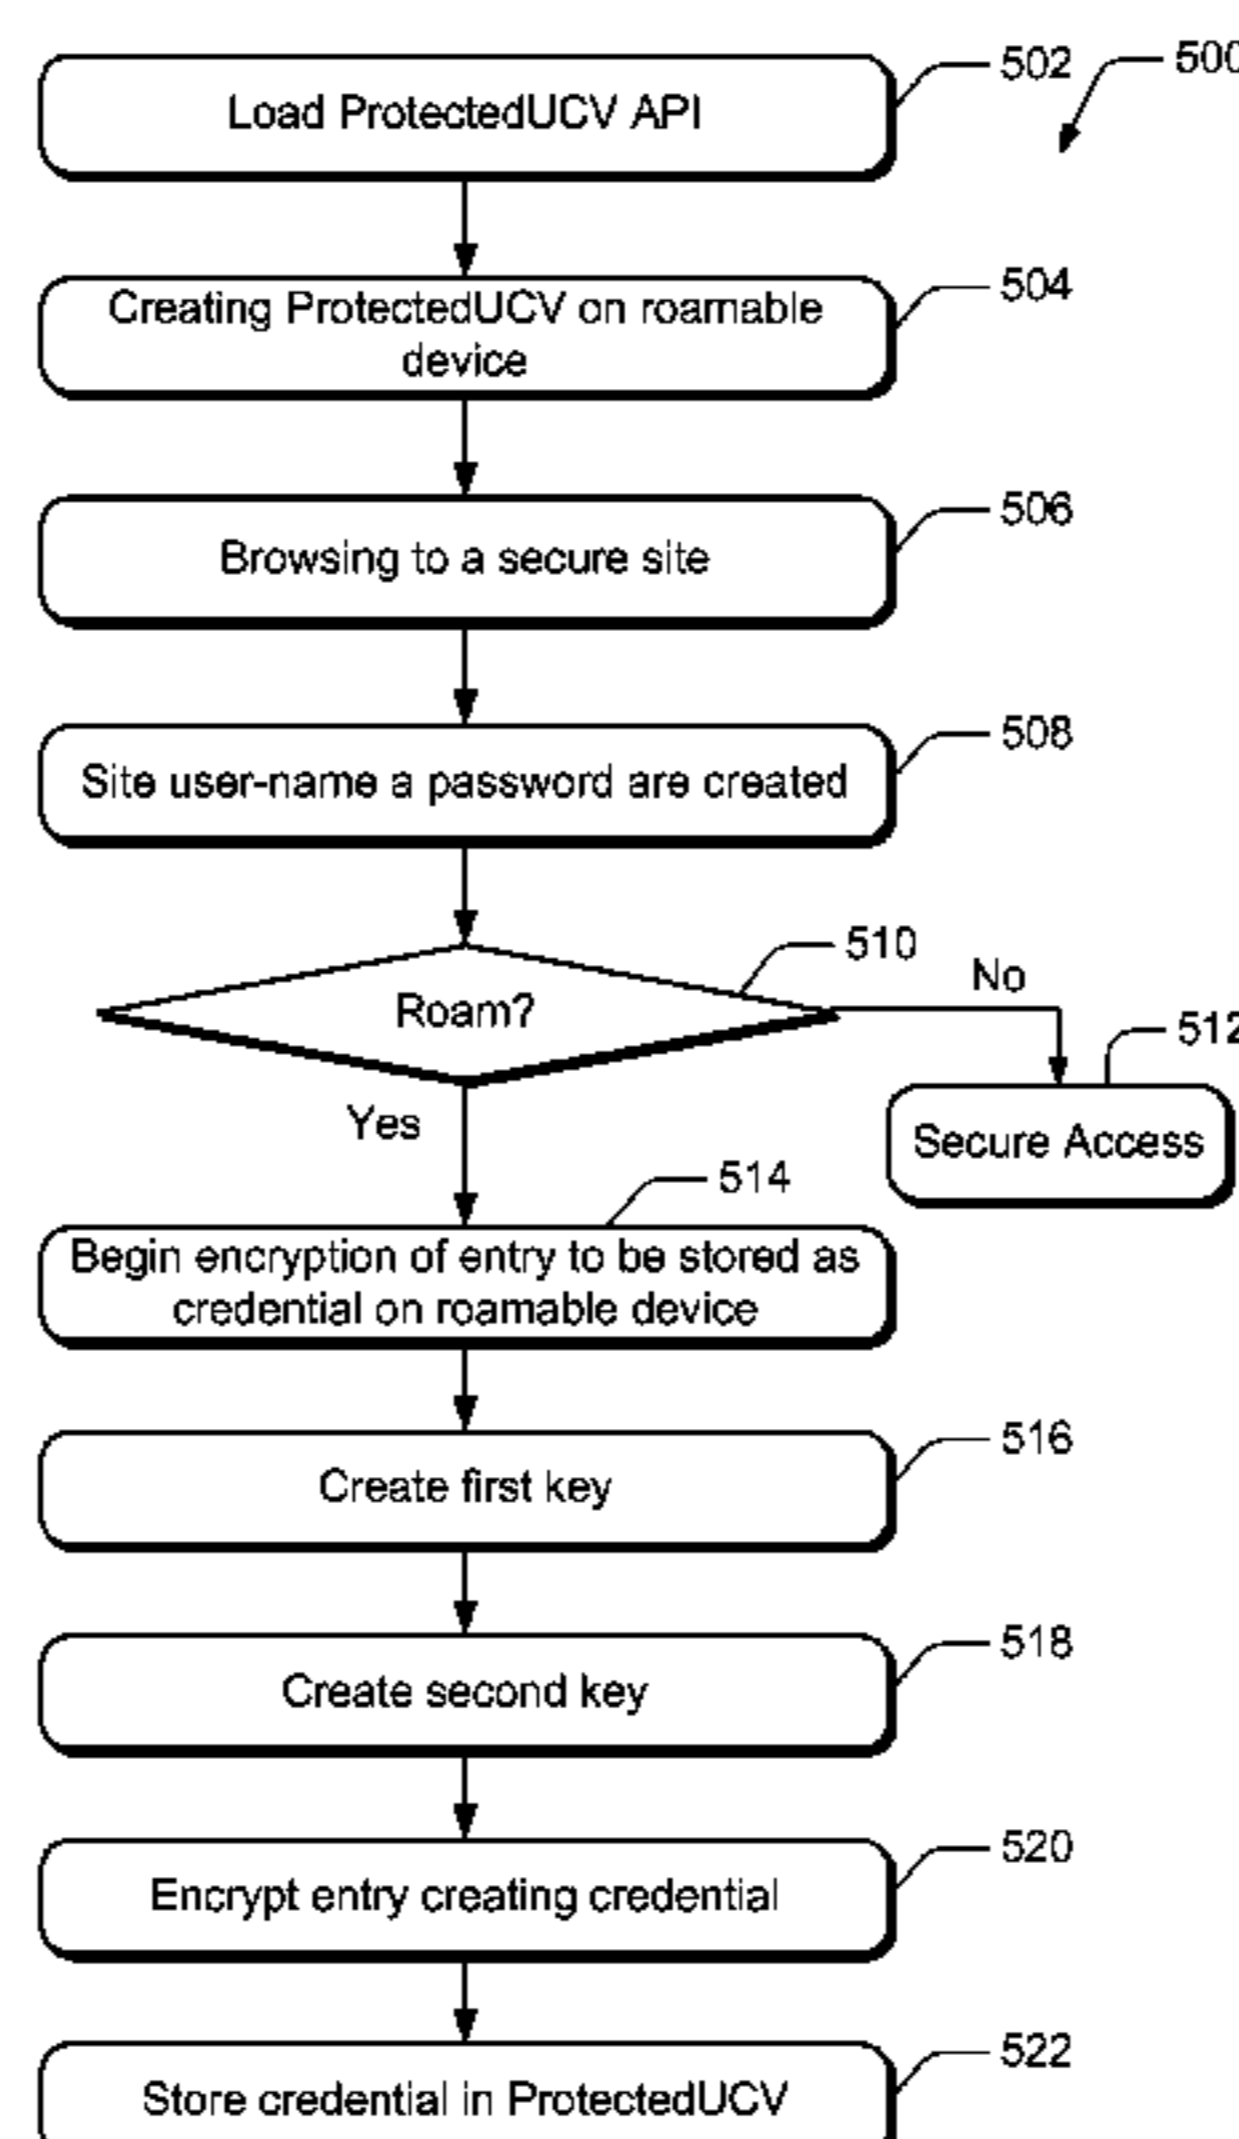 502
500
Load ProtectedUCV API
504
Creating ProtectedUCV on roamable
device
506
Browsing to a secure site
508
Site user-name a password are created
510
No
Roam?
512
Yes
Secure Access
514
Begin encryption of entry to be stored as
credential on roamable device
516
Create first key
518
Create second key
520
Encrypt entry creating credential
522
Store credential in ProtectedUCV